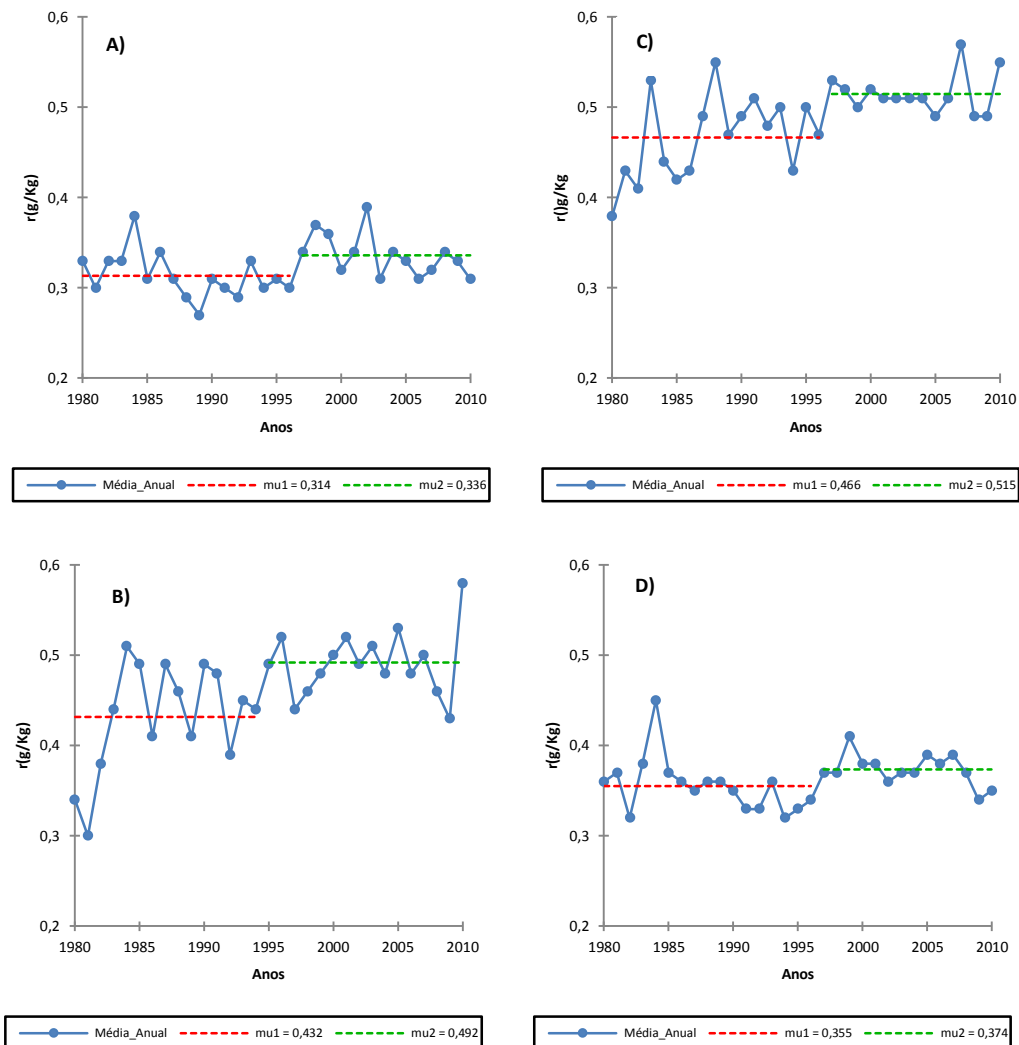 A)
0,6
0,5
0,4
0,3
0,2
r(g/Kg)
1980 1985 1990 1995 2000 2005 2010
Anos
Média_Anual mu1 = 0,314 mu2 = 0,336
C)
0,6
0,5
0,4
0,3
0,2
r()g/Kg
1980 1985 1990 1995 2000 2005 2010
Anos
Média_Anual mu1 = 0,466 mu2 = 0,515
B)
0,6
0,5
0,4
0,3
0,2
r(g/Kg)
1980 1985 1990 1995 2000 2005 2010
Anos
Média_Anual mu1 = 0,432 mu2 = 0,492
D)
0,6
0,5
0,4
0,3
0,2
r(g/Kg)
1980 1985 1990 1995 2000 2005 2010
Anos
Média_Anual mu1 = 0,355 mu2 = 0,374